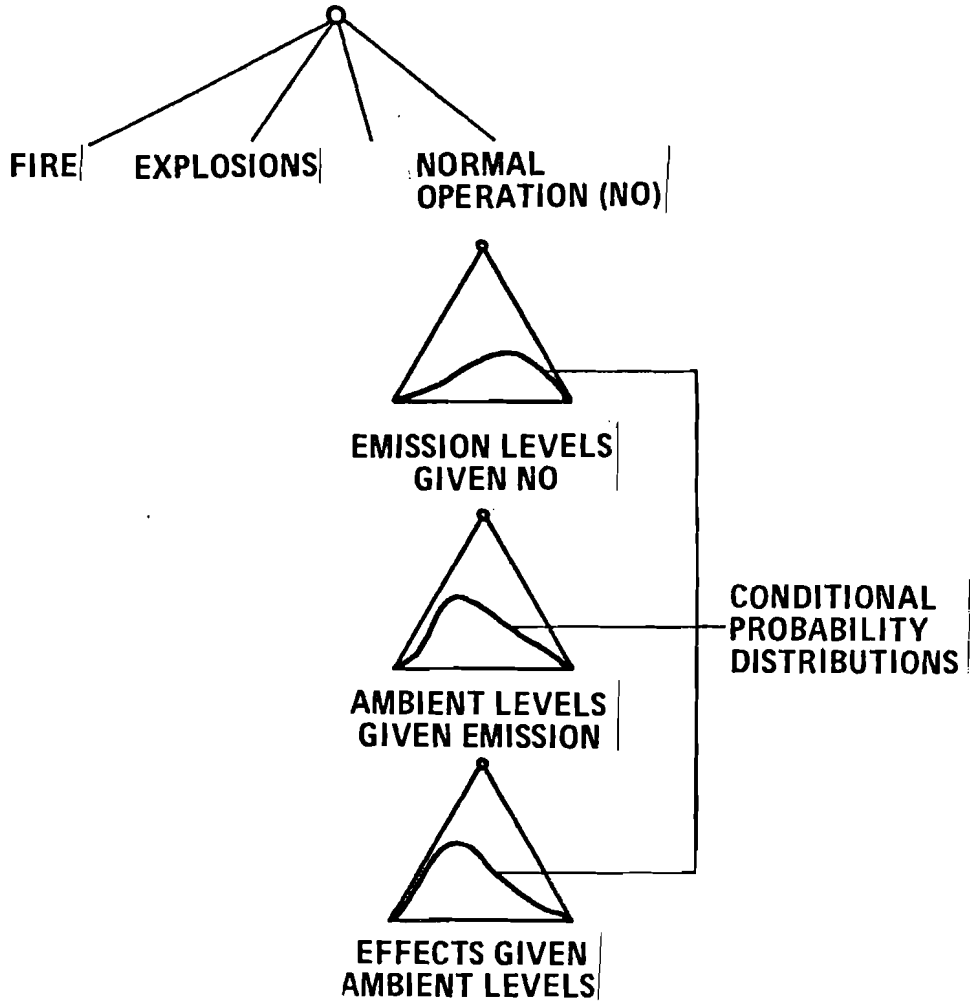 FIRE
EXPLOSIONS
NORMAL
OPERATION (NO)
EMISSION LEVELS
GIVEN NO
CONDITIONAL
PROBABILITY
DISTRIBUTIONS
AMBIENT LEVELS
GIVEN EMISSION
EFFECTS GIVEN
AMBIENT LEVELS